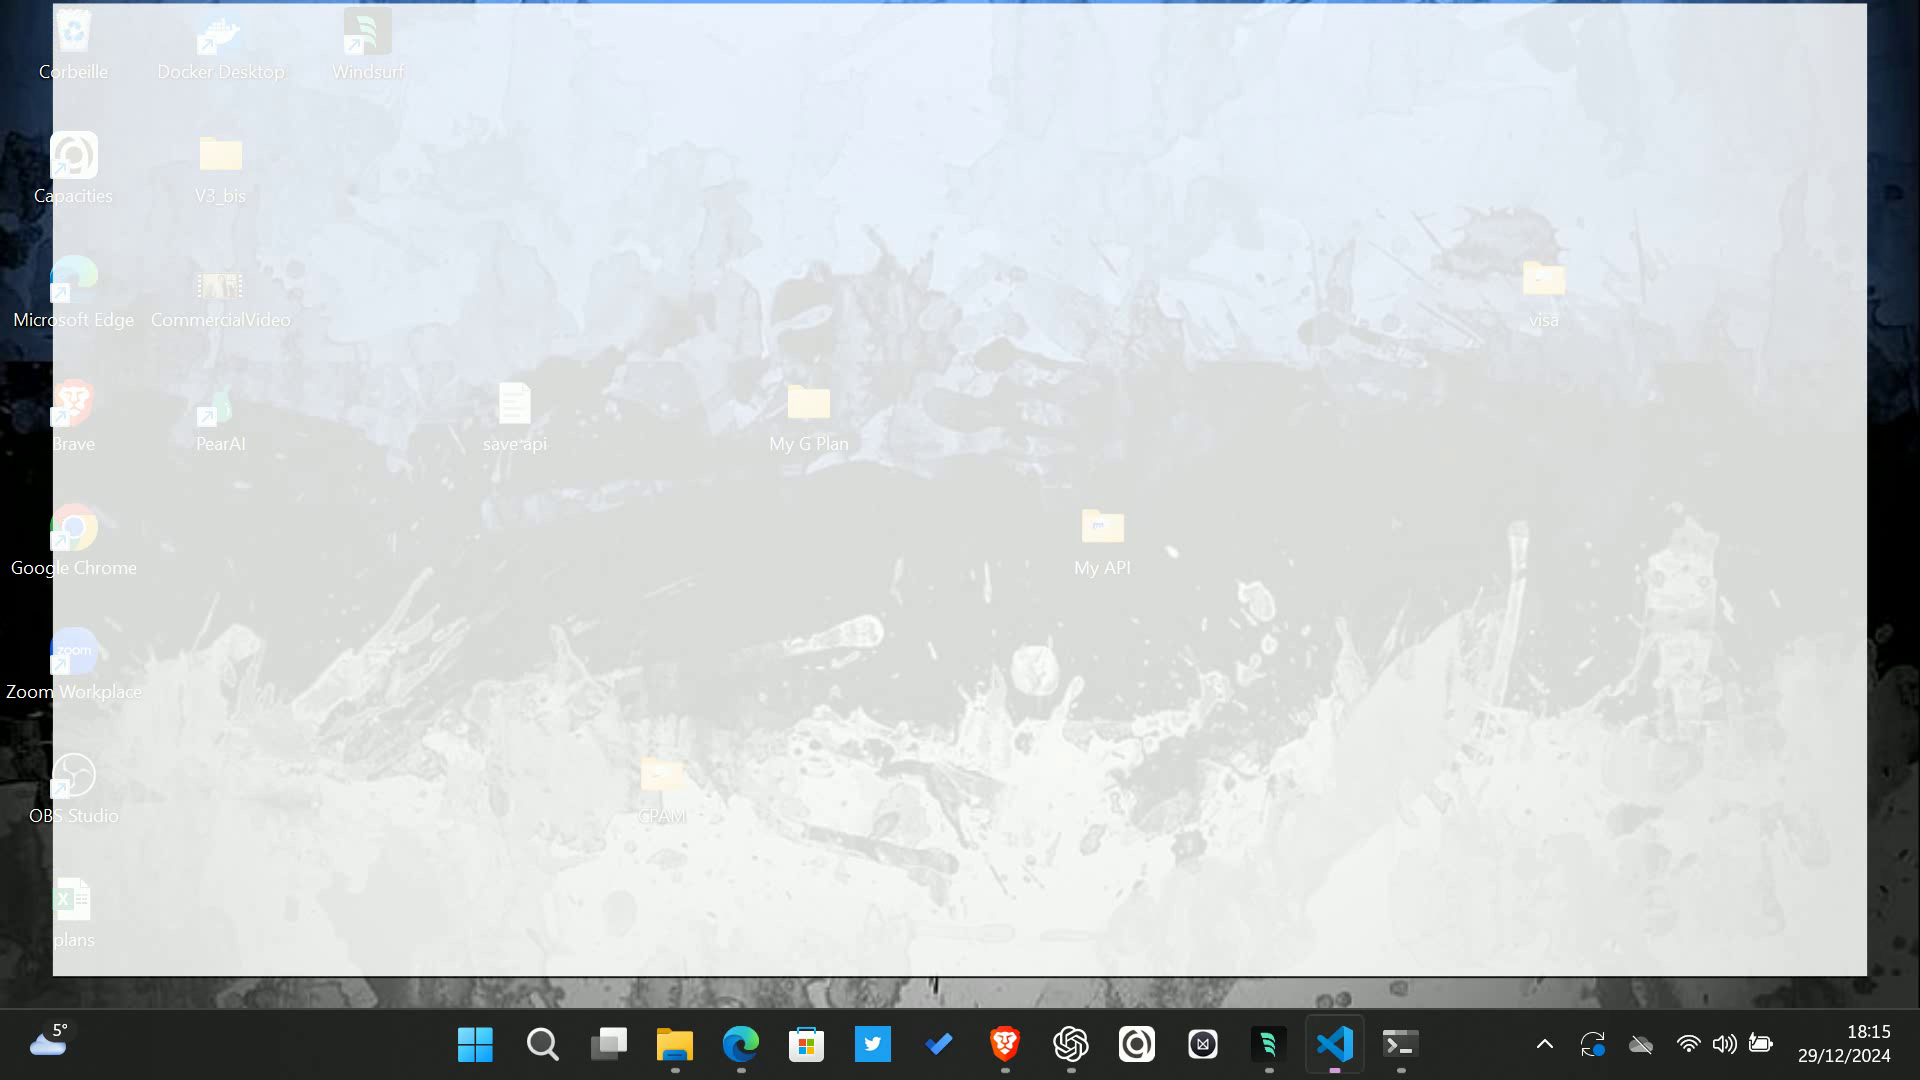 Corbeille
Docker Desktop
Windsurf
Capacities
V3_bis
Microsoft Edge
CommercialVideo
visa
Brave
PearAI
save api
My G Plan
Google Chrome
My API
zoom
Zoom Workplace
OBS Studio
CPAM
plans
5°
18:15
29/12/2024